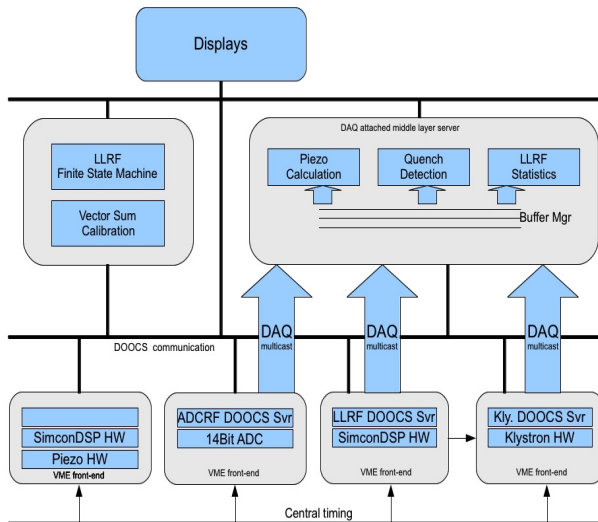 Displays
DAQ attached middle layer server
LLRF
Finite State Machine
Vector Sum
Calibration
Piezo
Calculation
Quench
Detection
LLRF
Statistics
Buffer Mgr
DOOCS communication
DAQ
multicast
DAQ
multicast
DAQ
multicast
SimconDSP HW
Piezo HW
VME front-end
ADCRF DOOCS Svr
14Bit ADC
VME front-end
LLRF DOOCS Svr
SimconDSP HW
VME front-end
Kly. DOOCS Svr
Klystron HW
VME front-end
Central timing